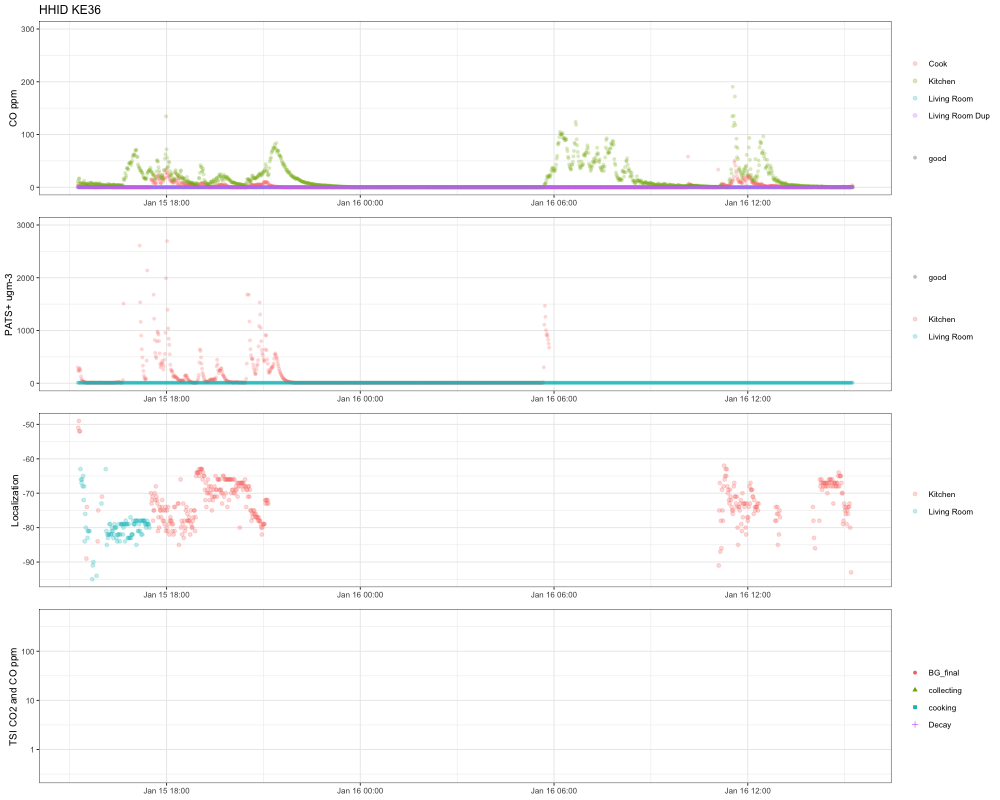 HHID KE36
CO ppm
300
200
100
0
Jan 15 18:00
Jan 16 00:00
Jan 16 06:00
Jan 16 12:00
Cook
Kitchen
Living Room
Living Room Dup
good
PATS+ ugm-3
3000
2000
1000
0
Jan 15 18:00
Jan 16 00:00
Jan 16 06:00
Jan 16 12:00
good
Kitchen
Living Room
Localization
-50
-60
-70
-80
-90
Jan 15 18:00
Jan 16 00:00
Jan 16 06:00
Jan 16 12:00
Kitchen
Living Room
TSI CO2 and CO ppm
100
10
1
Jan 15 18:00
Jan 16 00:00
Jan 16 06:00
Jan 16 12:00
BG_final
collecting
cooking
Decay